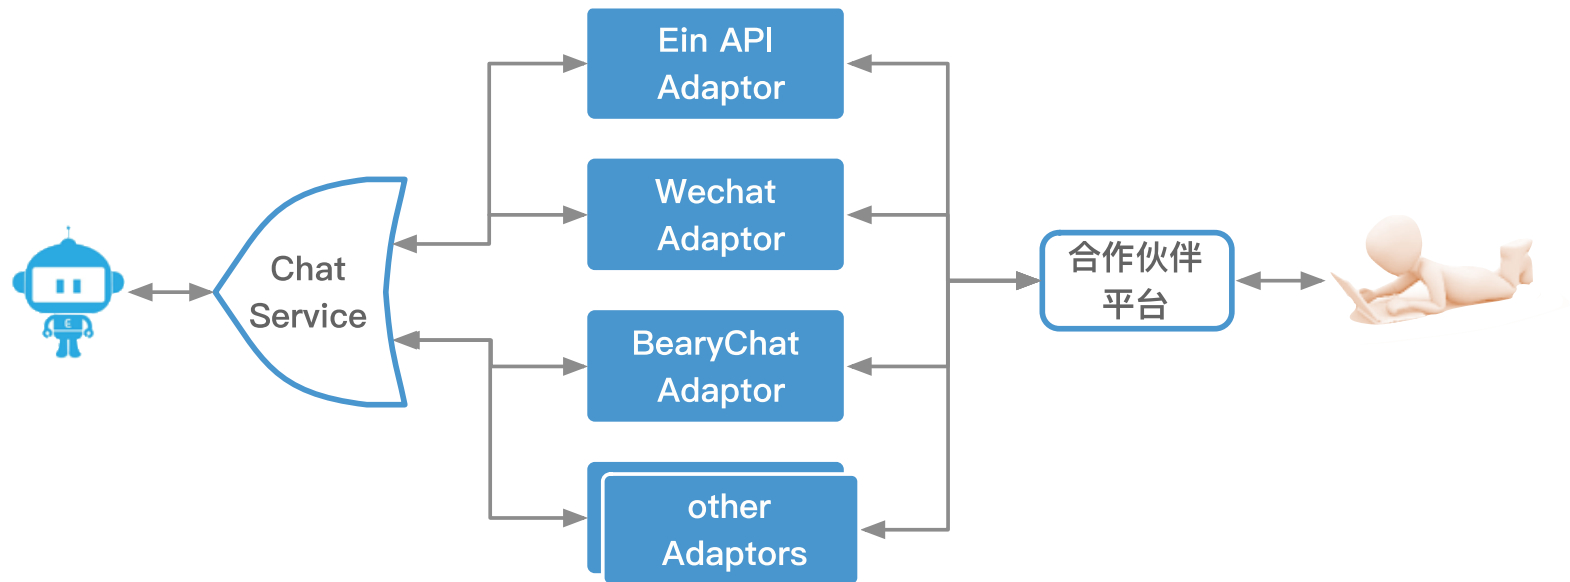 Ein API
Adaptor
Wechat
Adaptor
Chat
Service
合作伙伴
平台
E
BearyChat
Adaptor
other
Adaptors